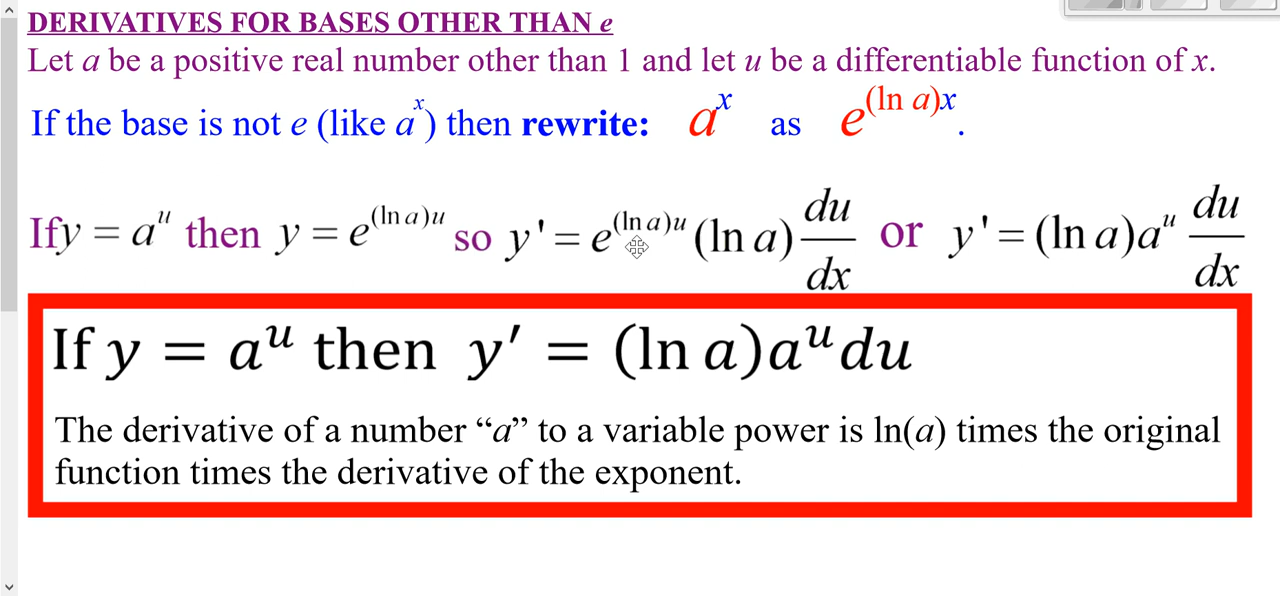 DERIVATIVES FOR BASES OTHER THAN e
Let a be a positive real number other than 1 and let u be a differentiable function of x.
If the base is not e (like a^x) then rewrite: a^x as e^((ln a)x).
If y = a^u then y = e^((ln a)u) so y' = e^((ln a)u) (ln a) du/dx or y' = (ln a)a^u du/dx
If y = a^u then y′ = (ln a)a^u du
The derivative of a number “a” to a variable power is ln(a) times the original
function times the derivative of the exponent.